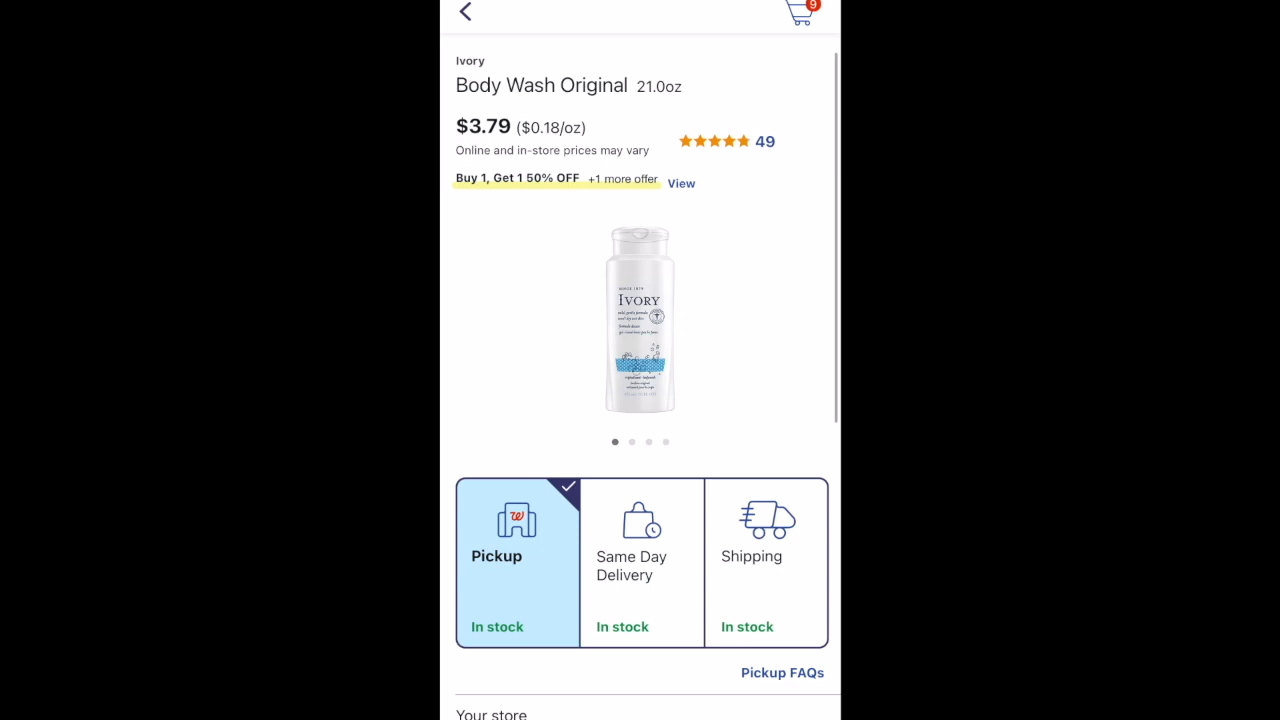 9
Ivory
Body Wash Original 21.0oz
$3.79 ($0.18/oz)
49
Online and in-store prices may vary
Buy 1, Get 1 50% OFF +1 more offer View
IVORY
Pickup
Same Day
Delivery
Shipping
In stock
In stock
In stock
Pickup FAQs
Your store